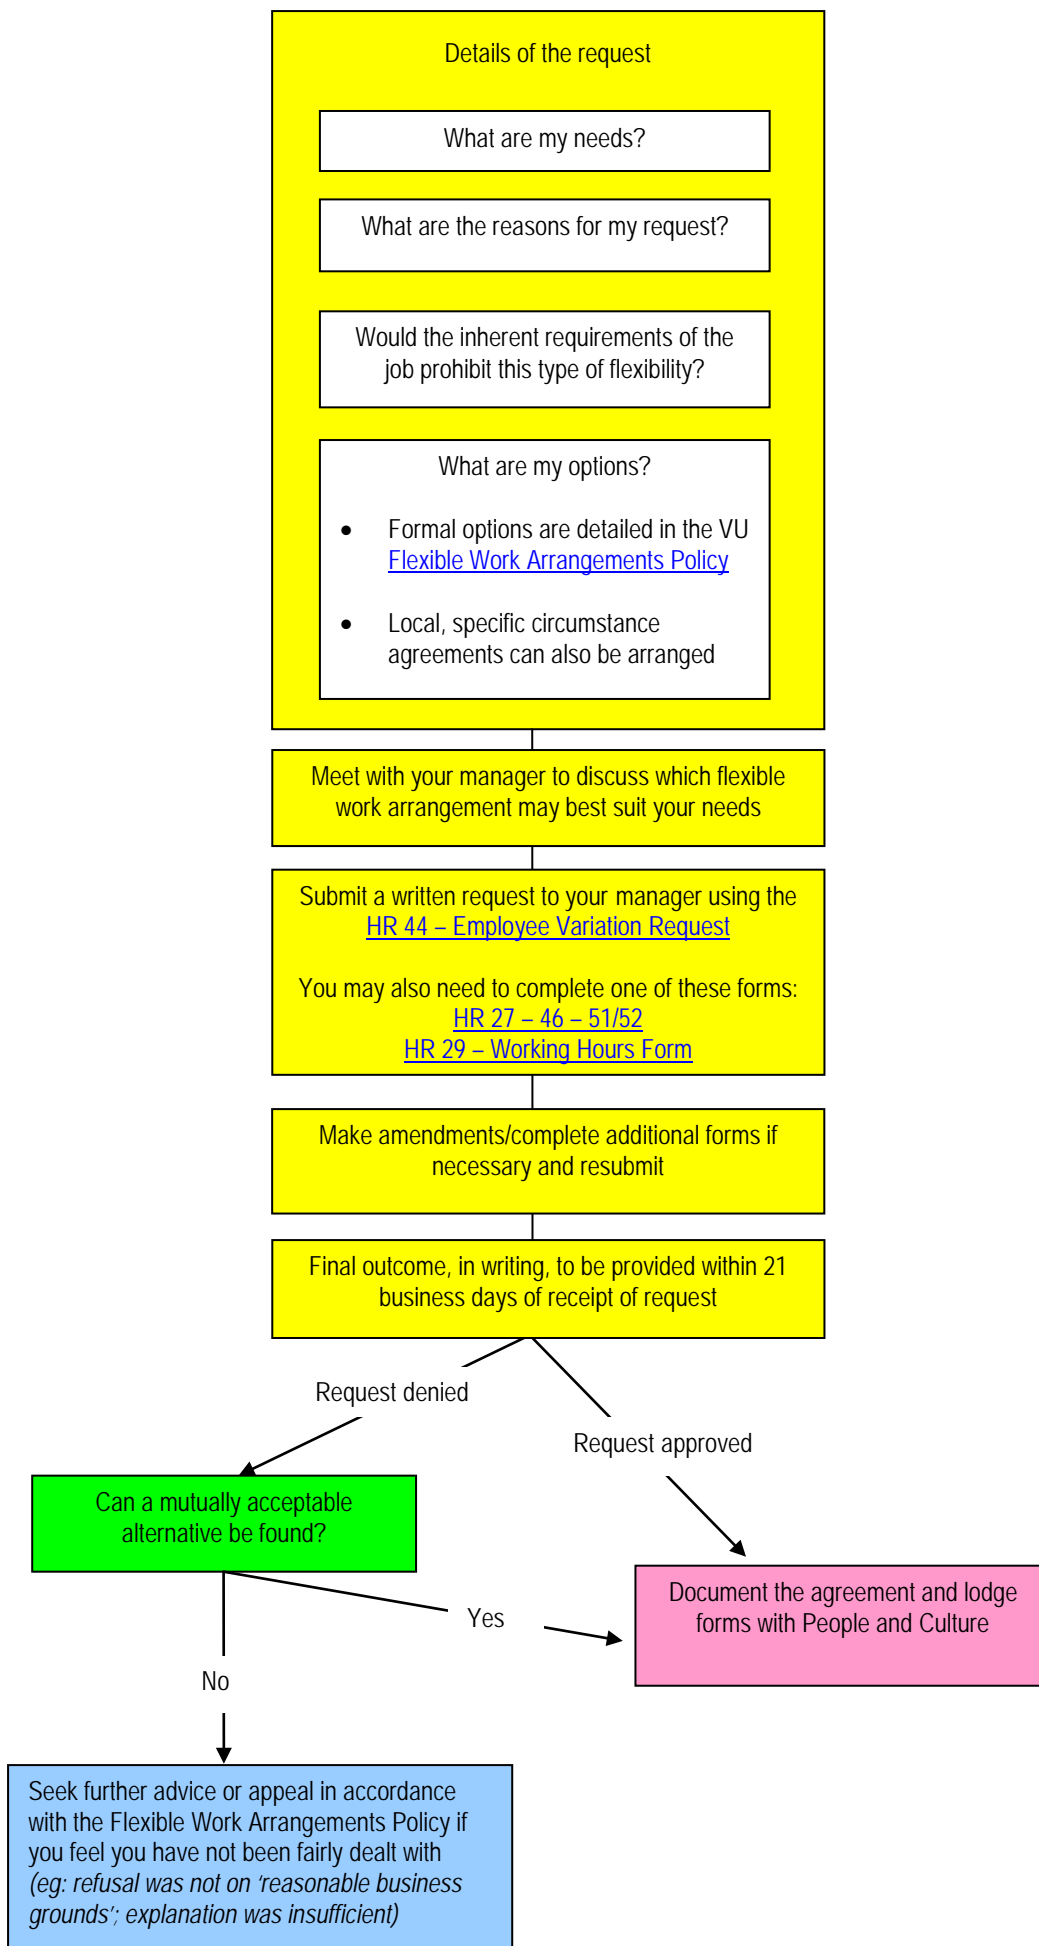 Details of the request
What are my needs?
What are the reasons for my request?
Would the inherent requirements of the
job prohibit this type of flexibility?
What are my options?
• Formal options are detailed in the VU
Flexible Work Arrangements Policy
• Local, specific circumstance
agreements can also be arranged
Meet with your manager to discuss which flexible
work arrangement may best suit your needs
Submit a written request to your manager using the
HR 44 – Employee Variation Request
You may also need to complete one of these forms:
HR 27 – 46 – 51/52
HR 29 – Working Hours Form
Make amendments/complete additional forms if
necessary and resubmit
Final outcome, in writing, to be provided within 21
business days of receipt of request
Request denied
Request approved
Can a mutually acceptable
alternative be found?
Document the agreement and lodge
forms with People and Culture
Yes
No
Seek further advice or appeal in accordance
with the Flexible Work Arrangements Policy if
you feel you have not been fairly dealt with
(eg: refusal was not on ‘reasonable business
grounds’; explanation was insufficient)